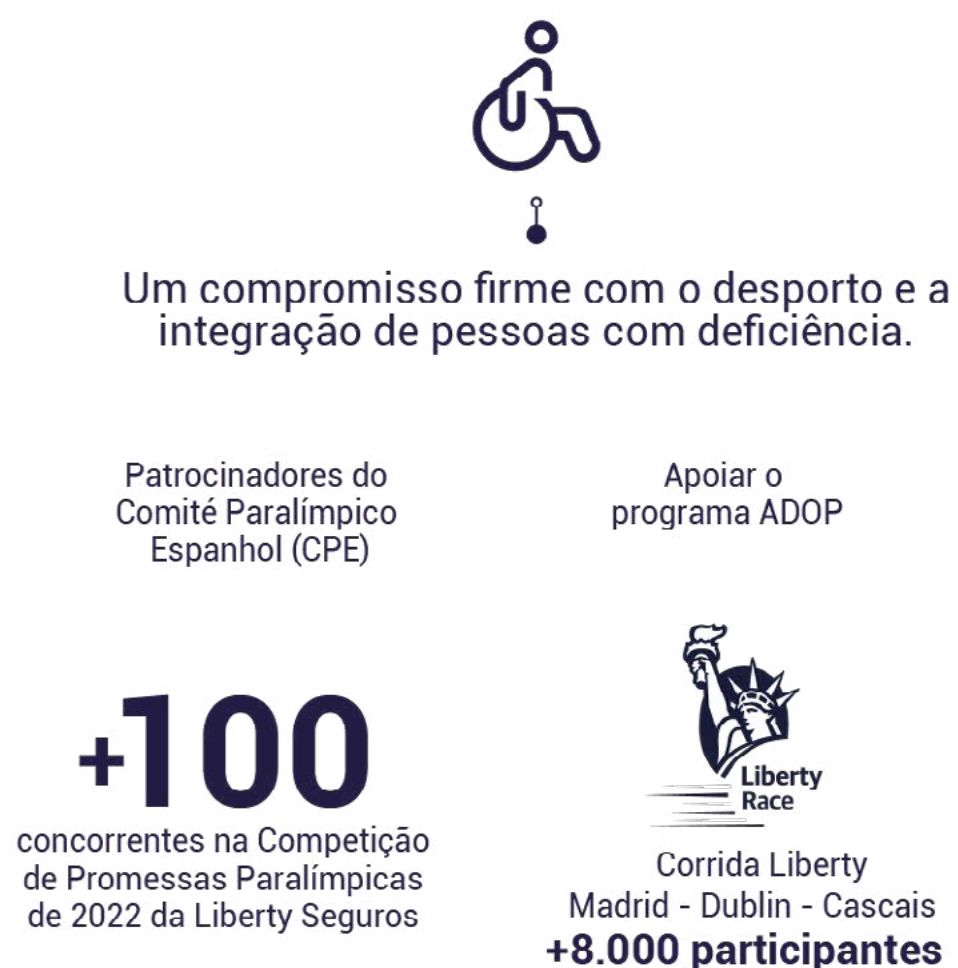 Um compromisso firme com o desporto e a
integração de pessoas com deficiência.
Patrocinadores do
Comité Paralímpico
Espanhol (CPE)
Apoiar o
programa ADOP
+100
concorrentes na Competição
de Promessas Paralímpicas
de 2022 da Liberty Seguros
Liberty
Race
Corrida Liberty
Madrid - Dublin - Cascais
+8.000 participantes